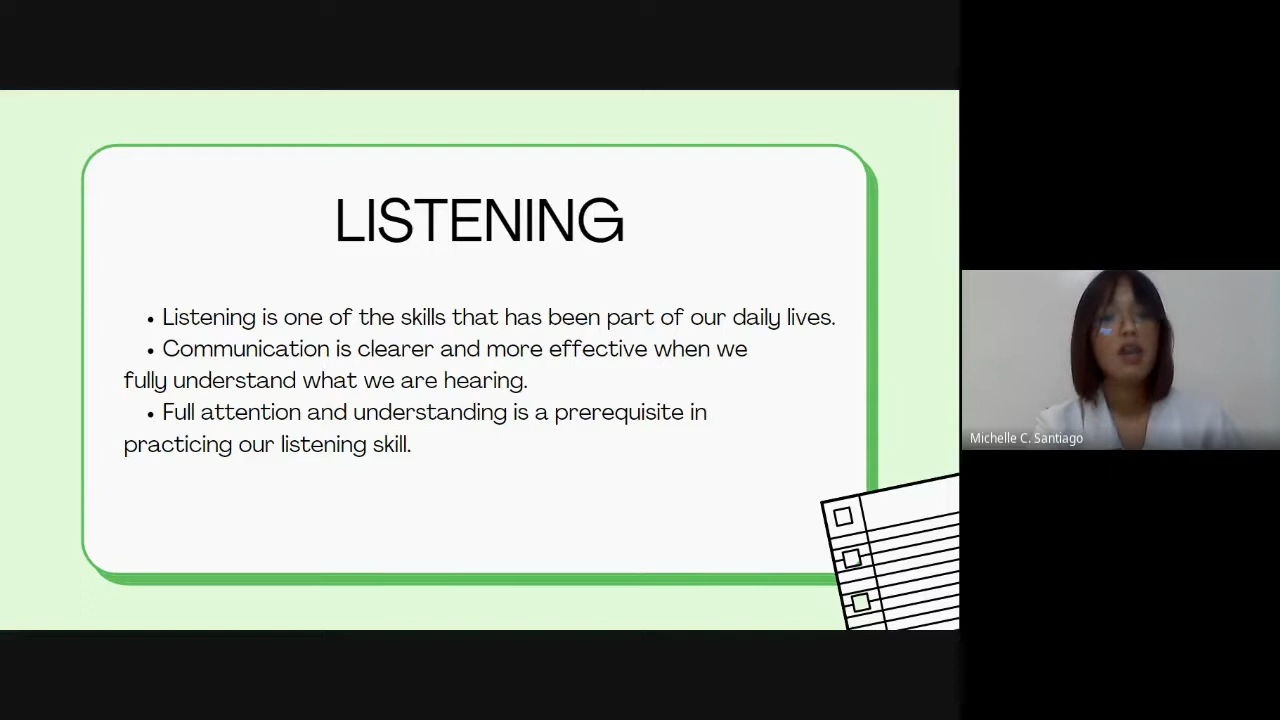 LISTENING
• Listening is one of the skills that has been part of our daily lives.
• Communication is clearer and more effective when we
fully understand what we are hearing.
• Full attention and understanding is a prerequisite in
practicing our listening skill.
Michelle C. Santiago